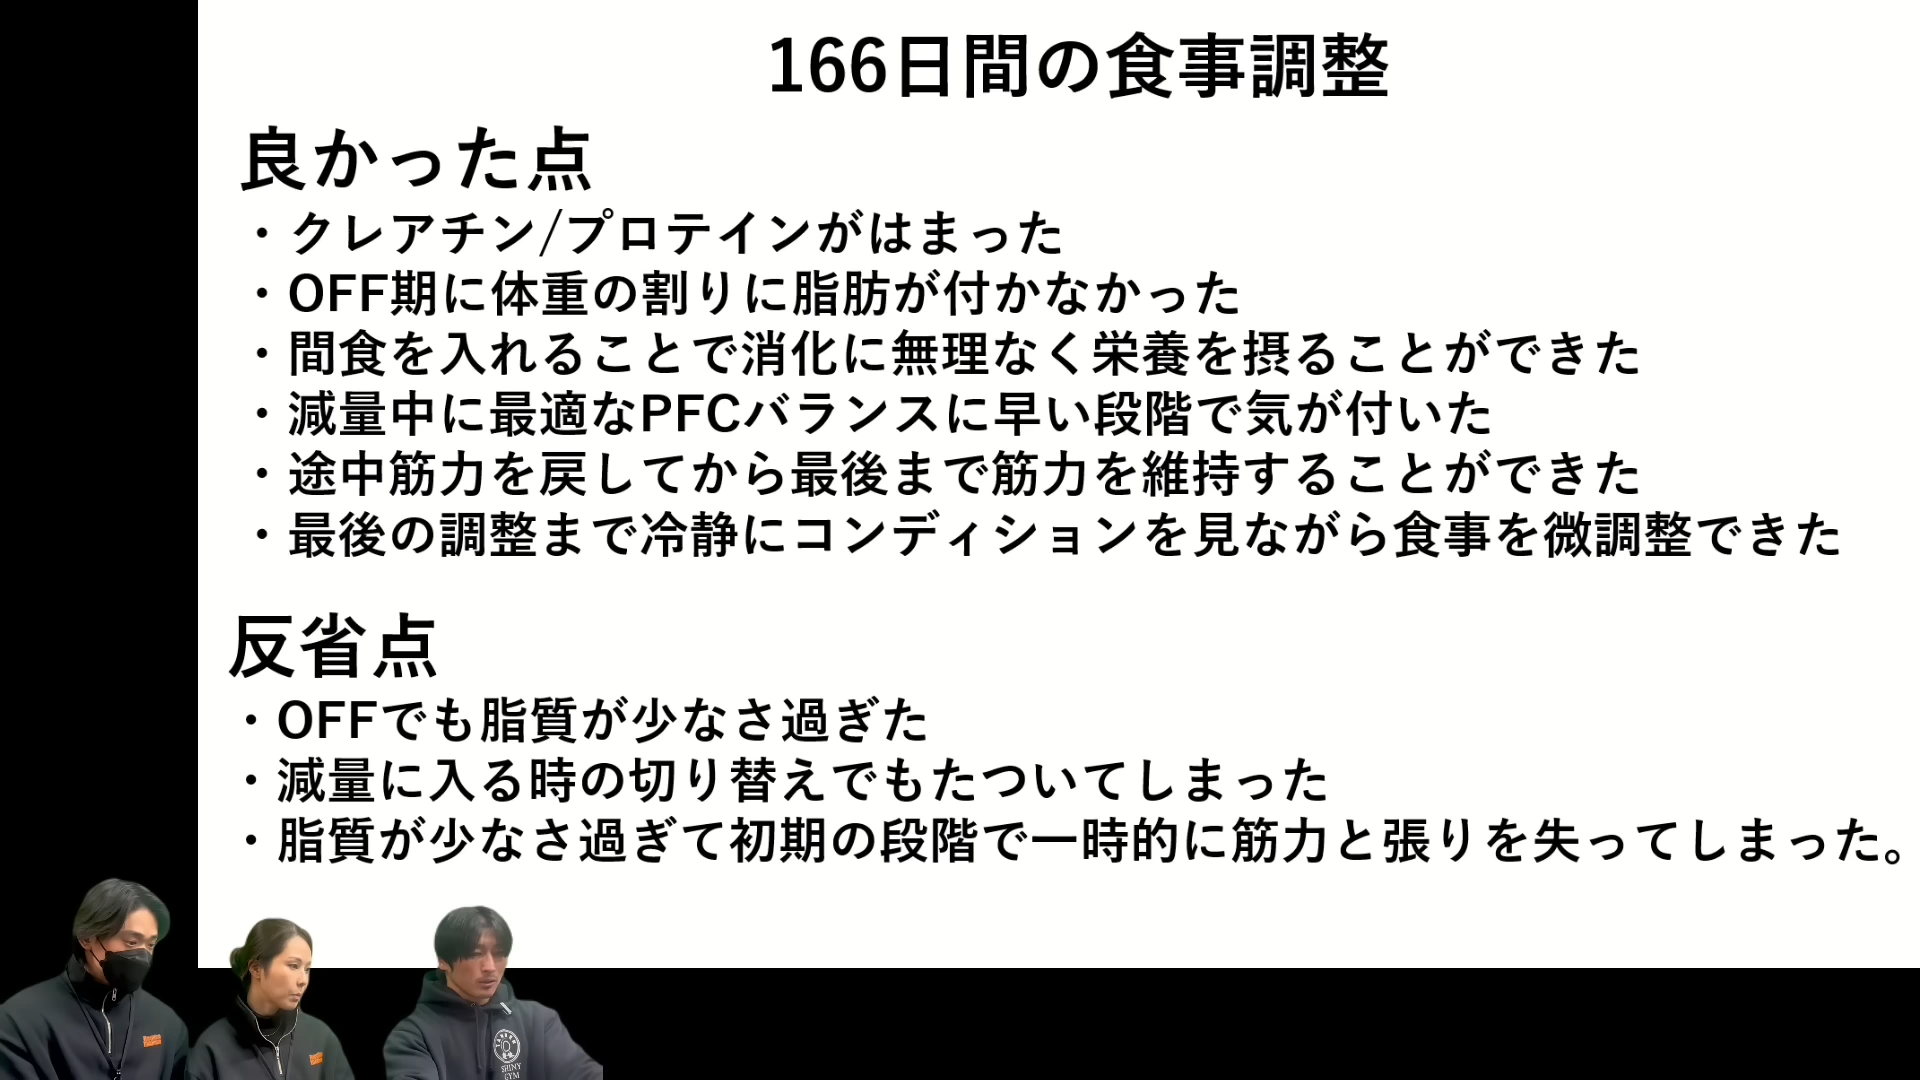 166日間の食事調整
良かった点
・クレアチン/プロテインがはまった
・OFF期に体重の割りに脂肪が付かなかった
・間食を入れることで消化に無理なく栄養を摂ることができた
・減量中に最適なPFCバランスに早い段階で気が付いた
・途中筋力を戻してから最後まで筋力を維持することができた
・最後の調整まで冷静にコンディションを見ながら食事を微調整できた
反省点
・OFFでも脂質が少なさ過ぎた
・減量に入る時の切り替えでもたついてしまった
・脂質が少なさ過ぎて初期の段階で一時的に筋力と張りを失ってしまった。
SHINY
GYM